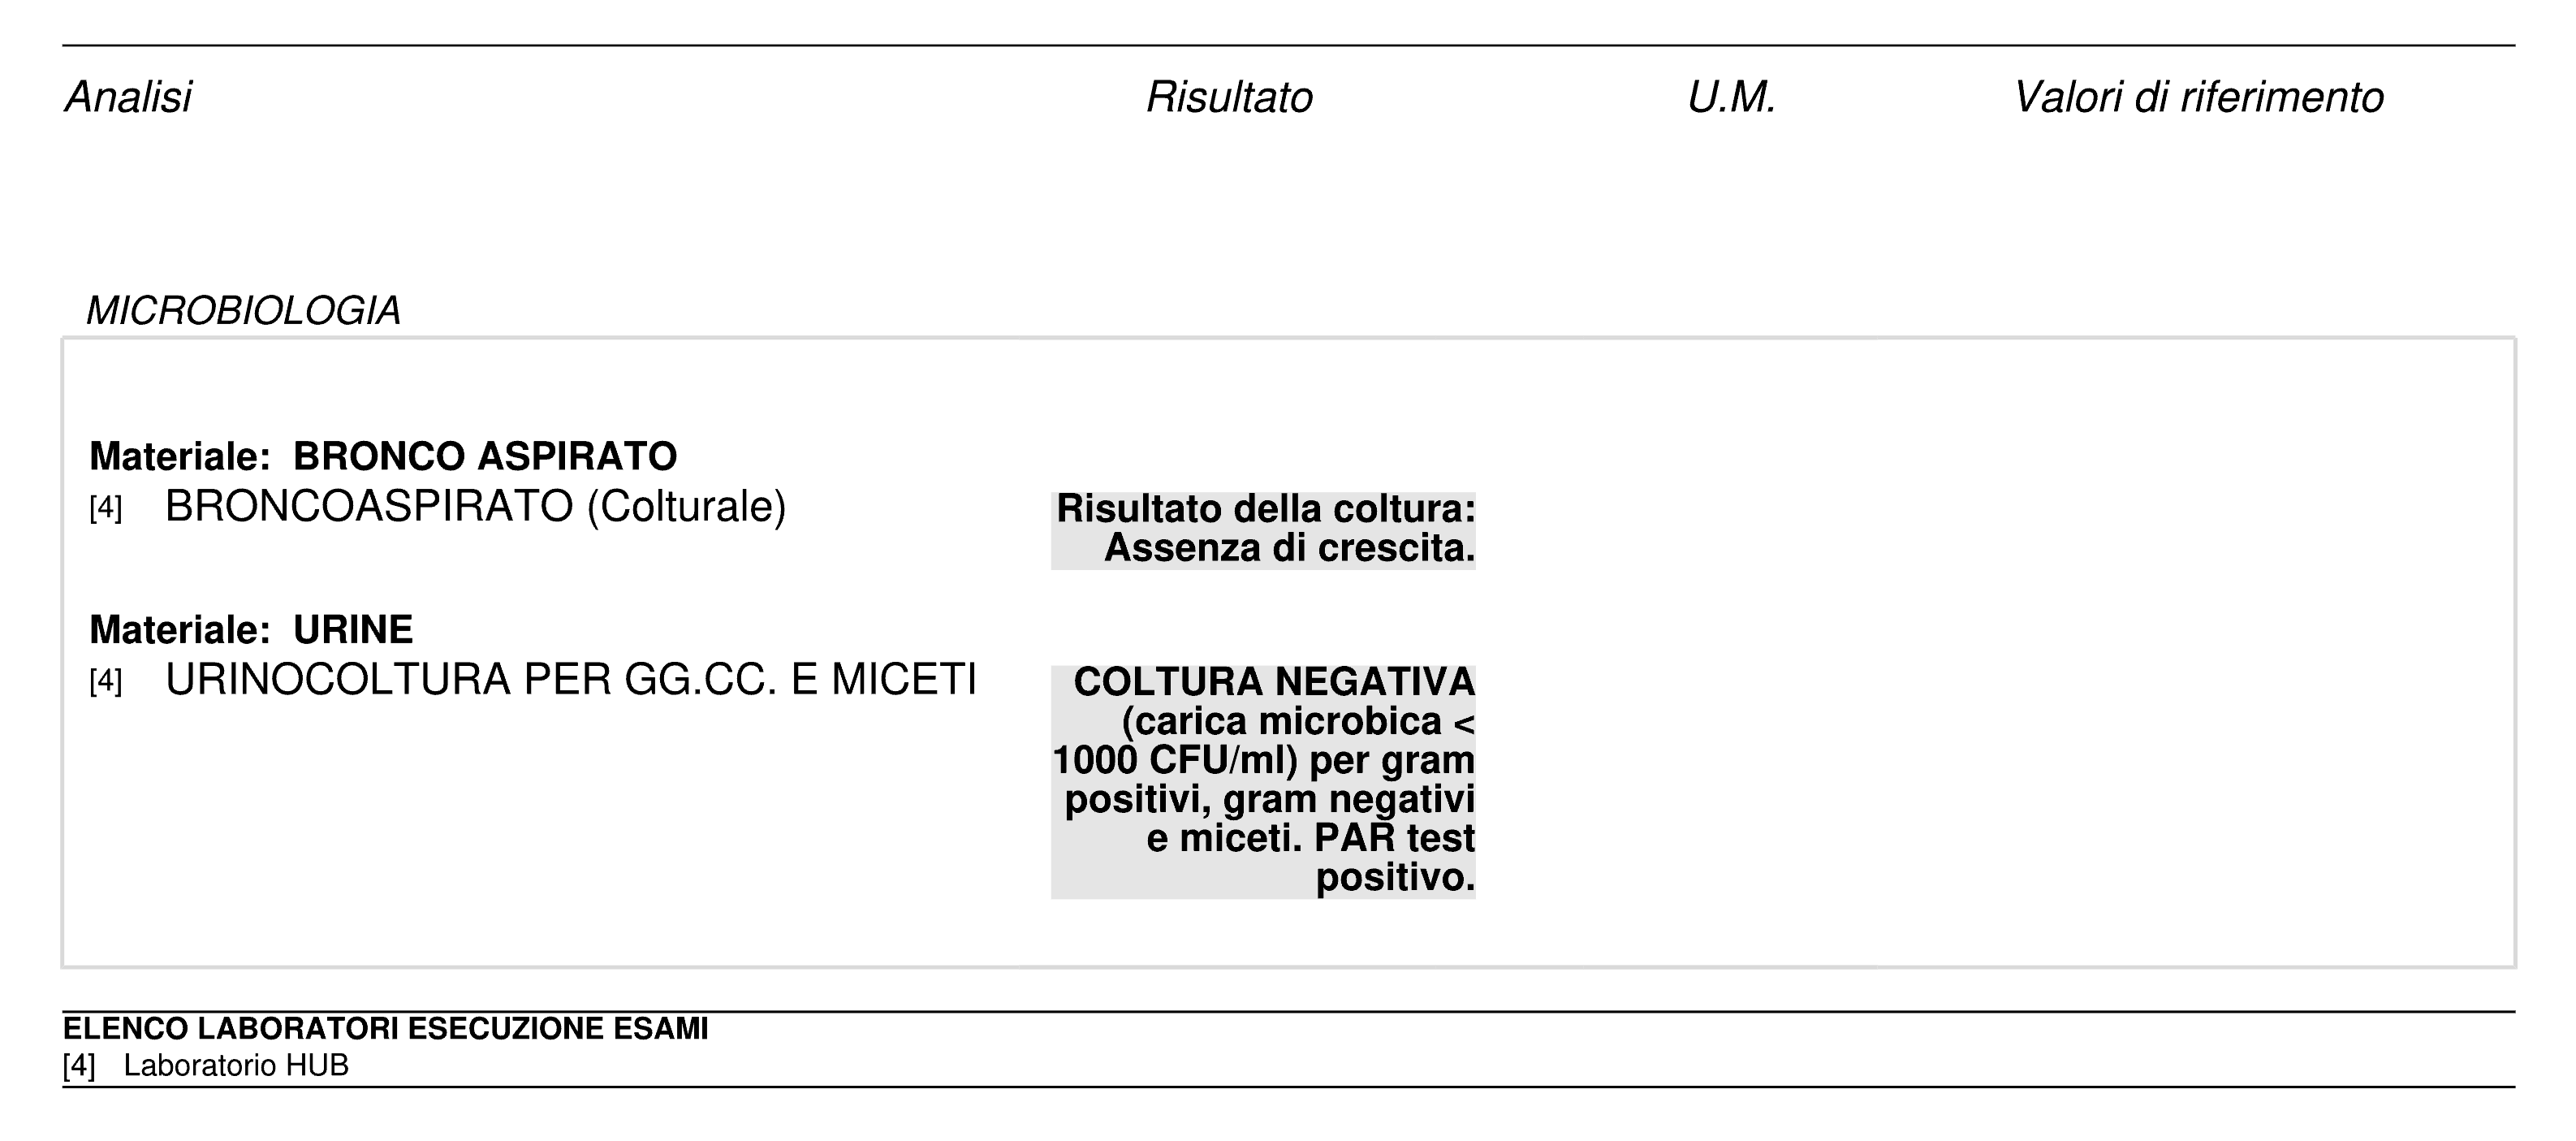 Analisi Risultato U.M. Valori di riferimento
MICROBIOLOGIA
Materiale: BRONCO ASPIRATO
[4] BRONCOASPIRATO (Colturale) Risultato della coltura:
Assenza di crescita.
Materiale: URINE
[4] URINOCOLTURA PER GG.CC. E MICETI COLTURA NEGATIVA
(carica microbica <
1000 CFU/ml) per gram
positivi, gram negativi
e miceti. PAR test
positivo.
ELENCO LABORATORI ESECUZIONE ESAMI
[4] Laboratorio HUB